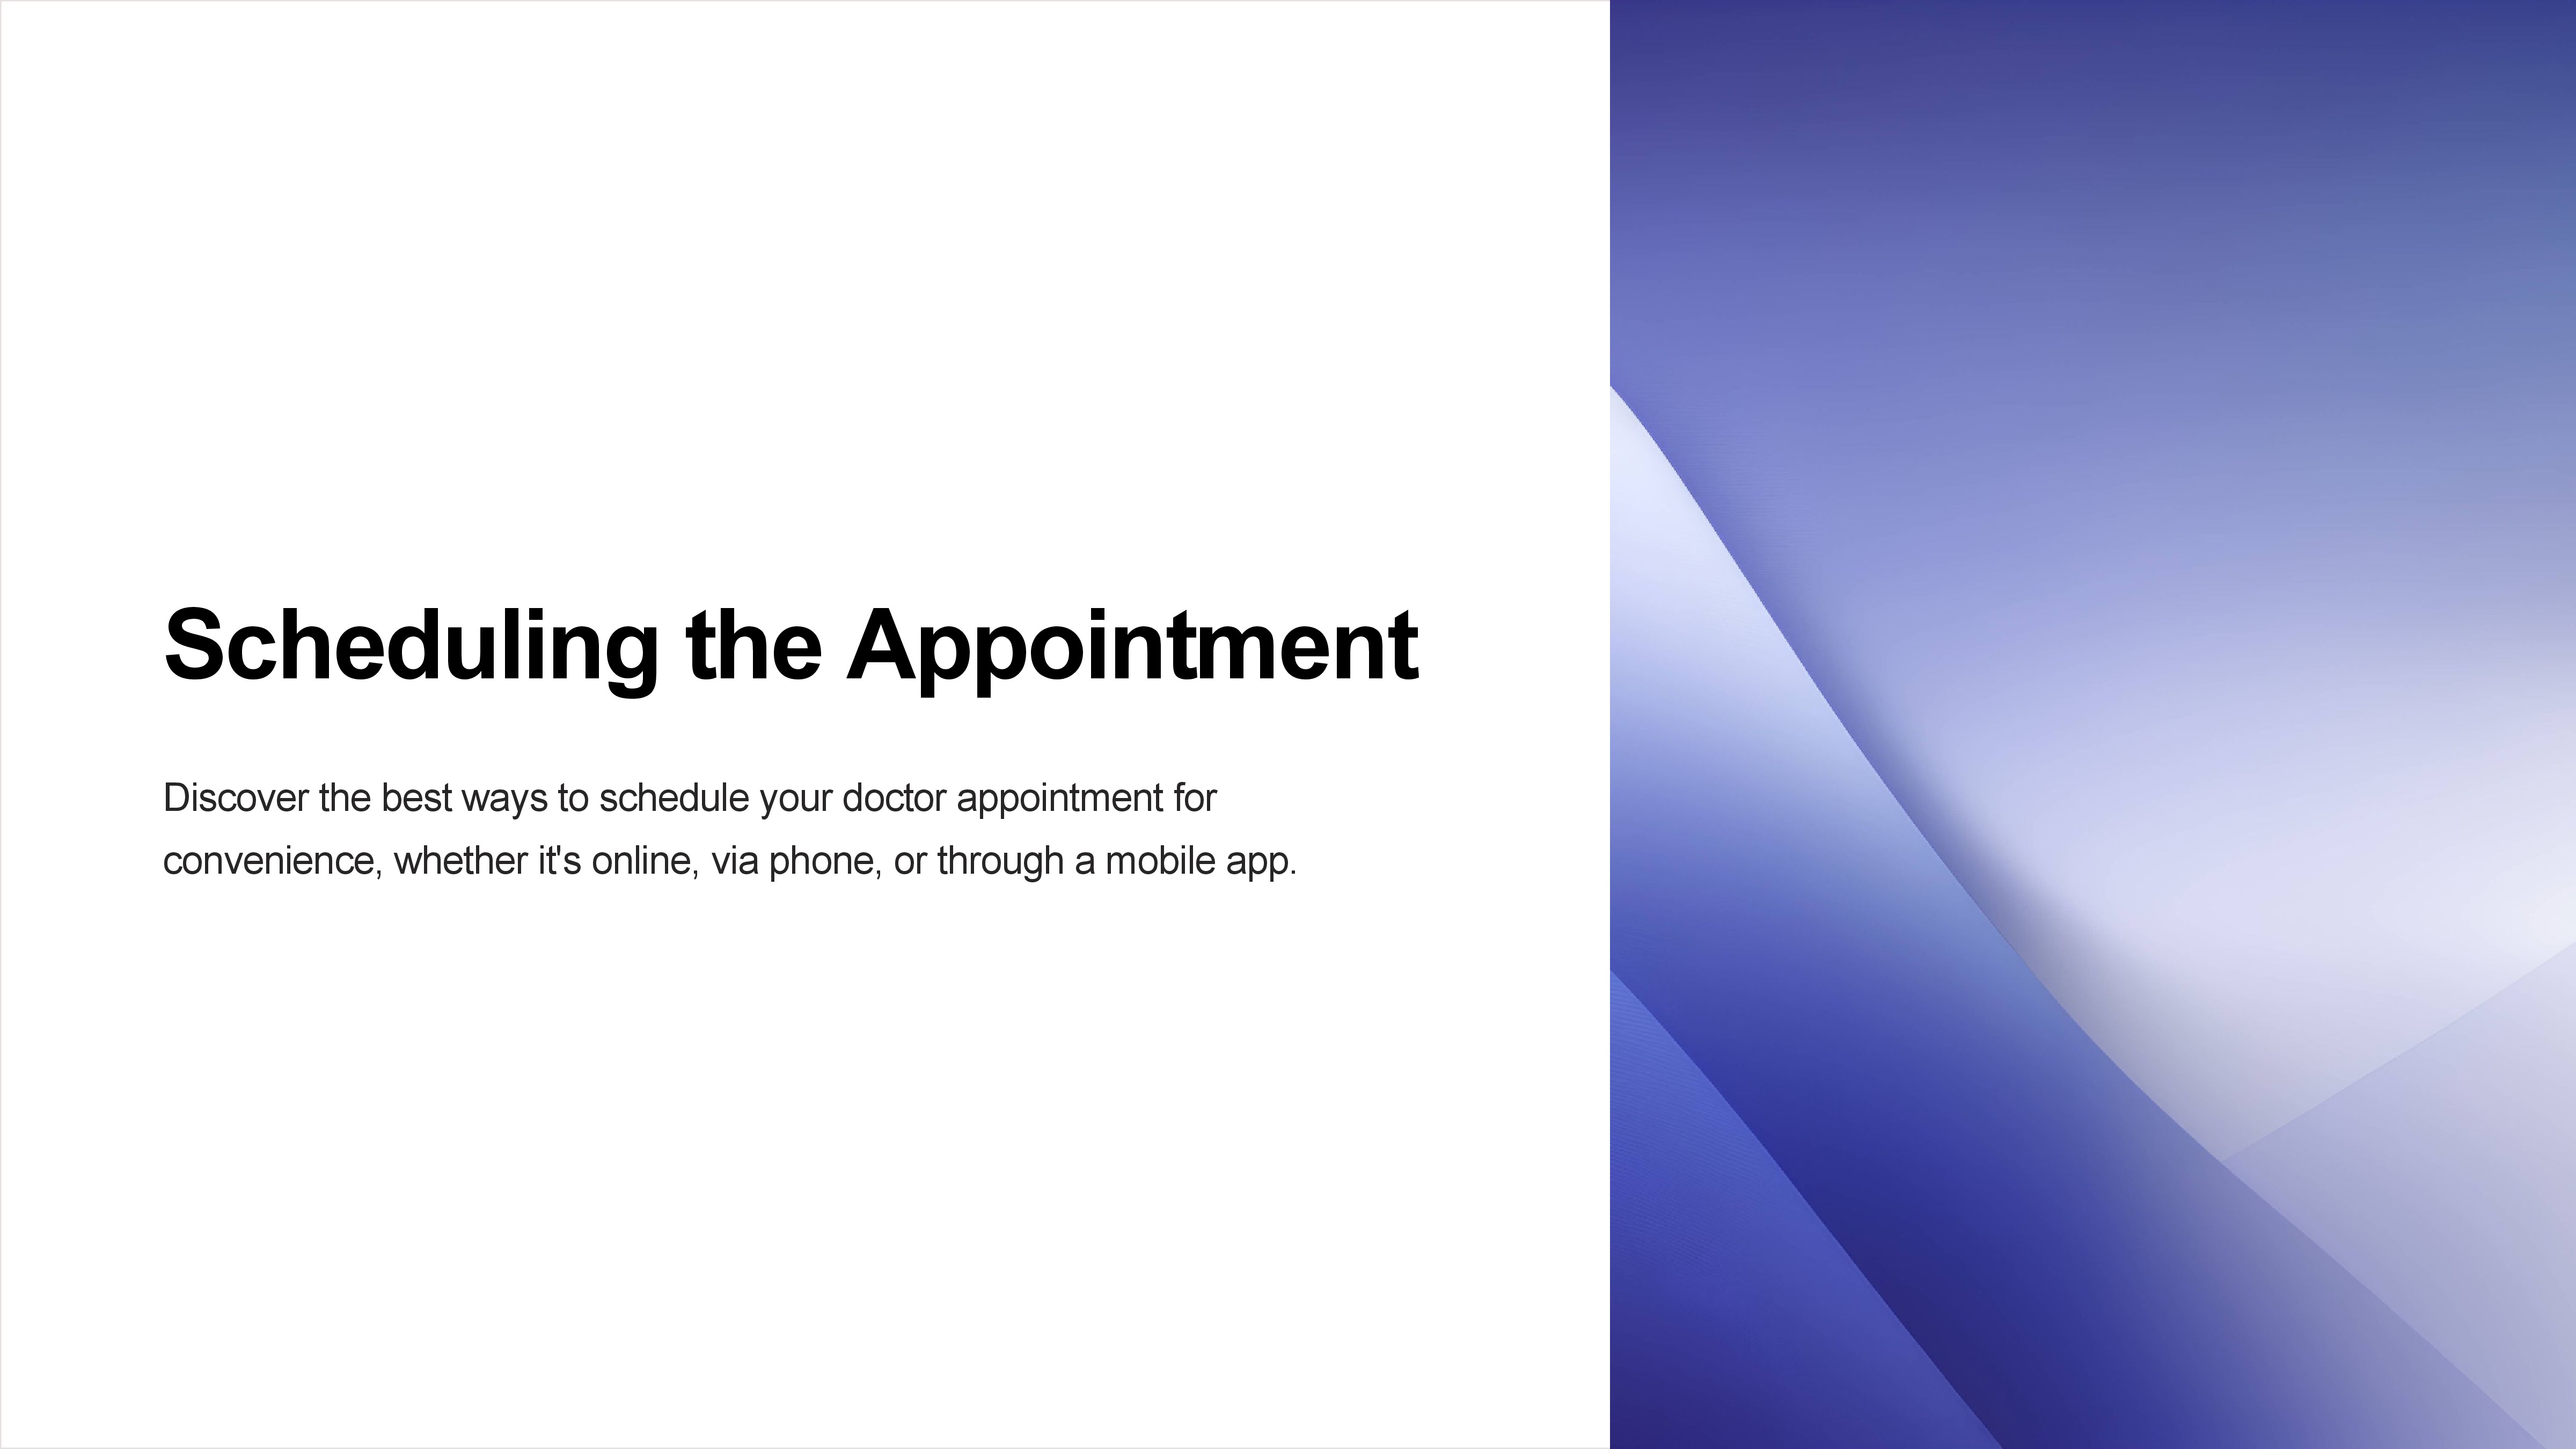 Scheduling the Appointment
Discover the best ways to schedule your doctor appointment for
convenience, whether it's online, via phone, or through a mobile app.